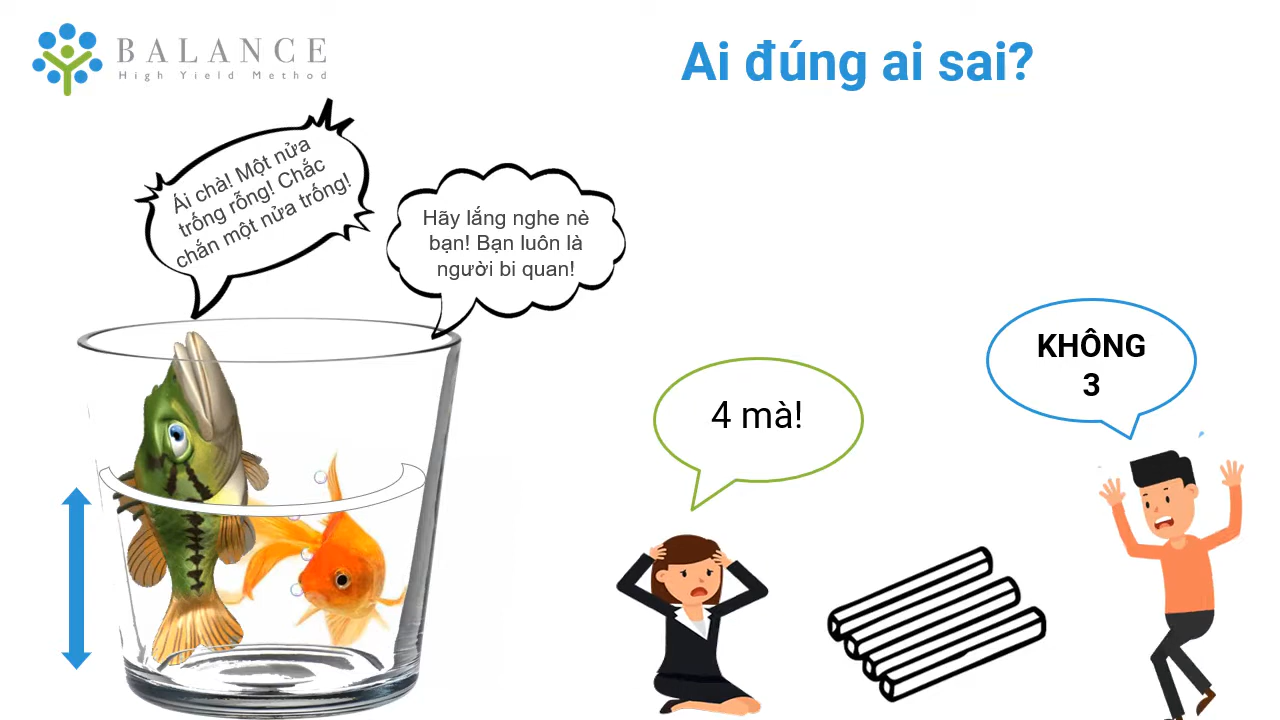 BALANCE
High Yield Method
Ai đúng ai sai?
Ái chà! Một nửa
trống rỗng! Chắc
chắn một nửa trống!
Hãy lắng nghe nè
bạn! Bạn luôn là
người bi quan!
4 mà!
KHÔNG
3